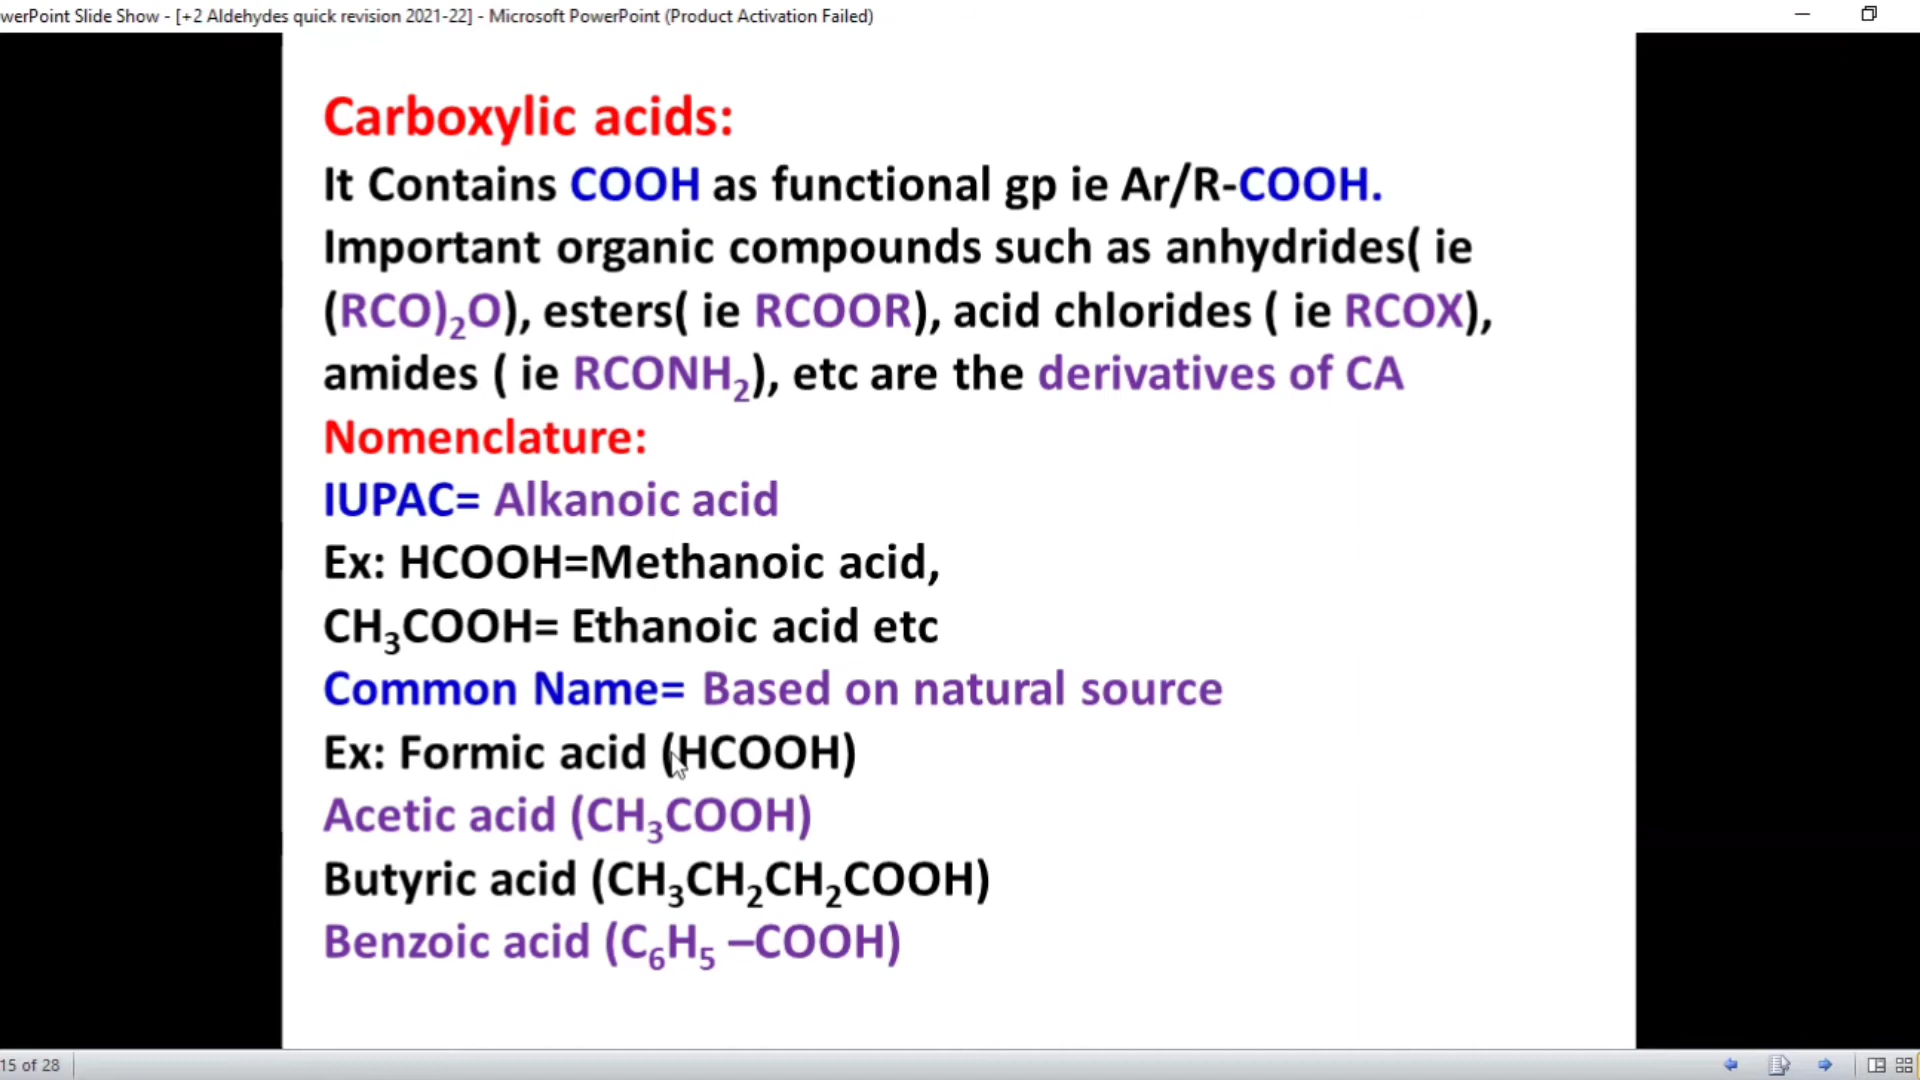 werPoint Slide Show - [+2 Aldehydes quick revision 2021-22] - Microsoft PowerPoint (Product Activation Failed)
Carboxylic acids:
It Contains COOH as functional gp ie Ar/R-COOH.
Important organic compounds such as anhydrides( ie
(RCO)₂O), esters( ie RCOOR), acid chlorides ( ie RCOX),
amides ( ie RCONH₂), etc are the derivatives of CA
Nomenclature:
IUPAC= Alkanoic acid
Ex: HCOOH=Methanoic acid,
CH₃COOH= Ethanoic acid etc
Common Name= Based on natural source
Ex: Formic acid (HCOOH)
Acetic acid (CH₃COOH)
Butyric acid (CH₃CH₂CH₂COOH)
Benzoic acid (C₆H₅ –COOH)
15 of 28